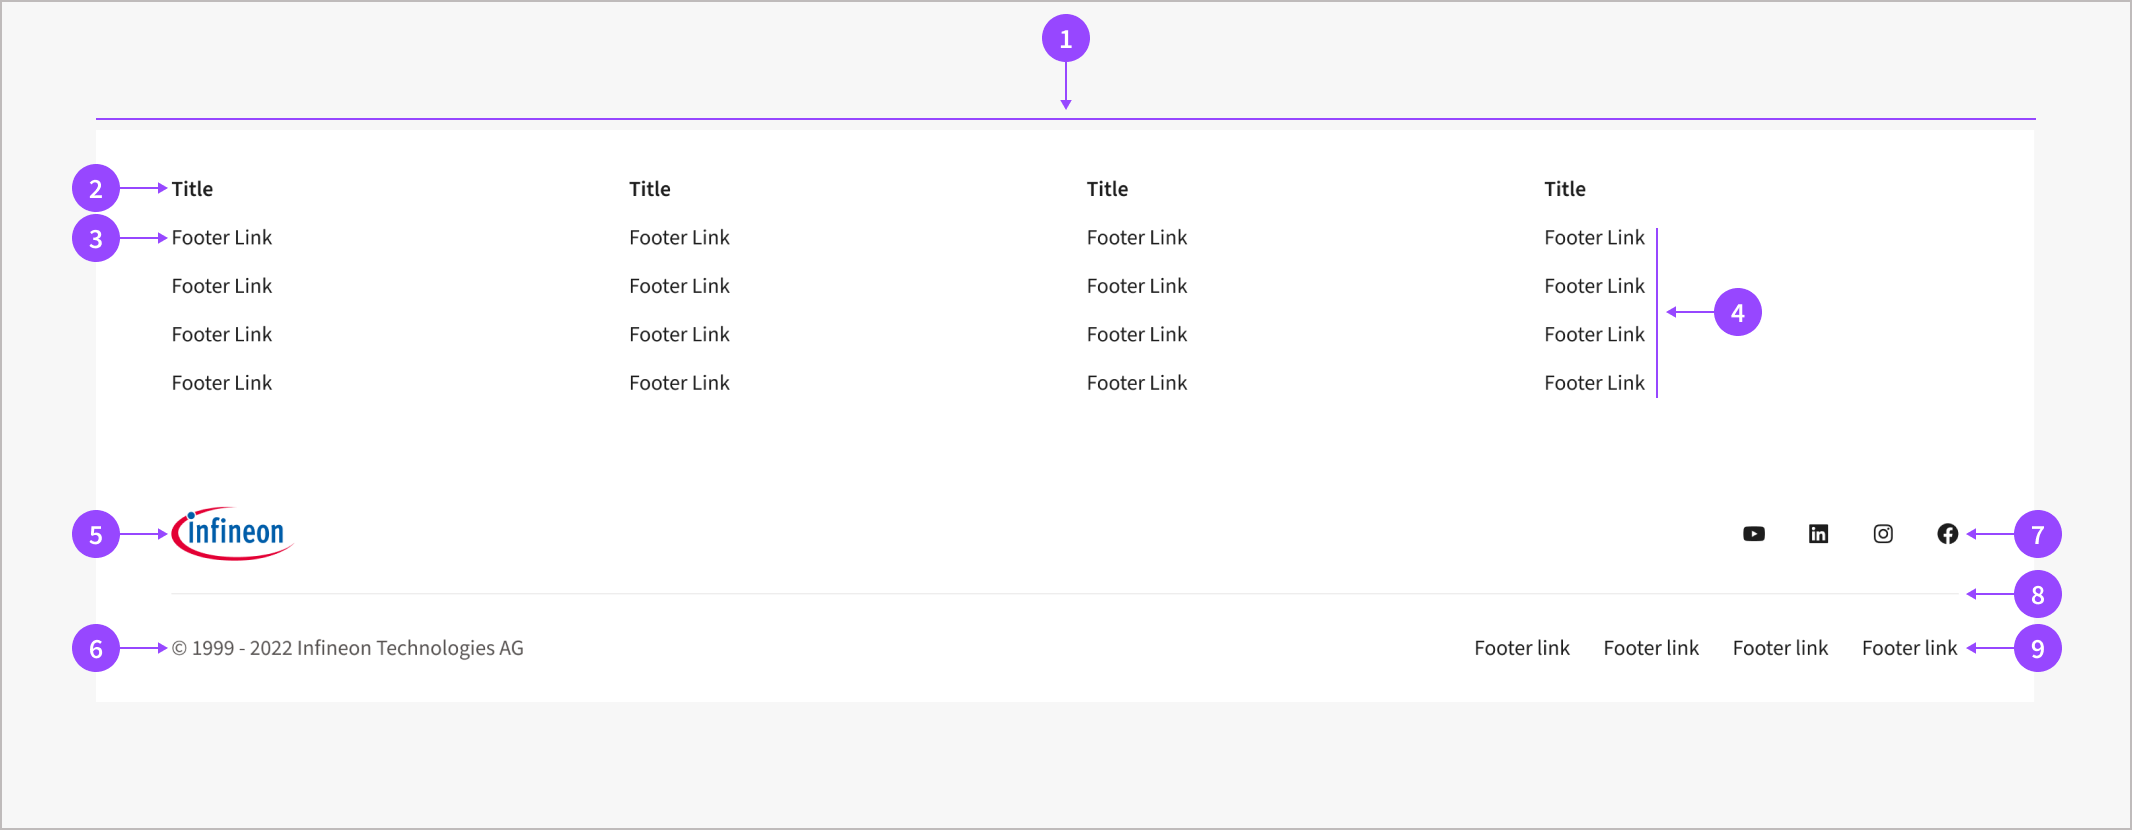 1
2 Title Title Title Title
3 Footer Link Footer Link Footer Link Footer Link
Footer Link Footer Link Footer Link Footer Link
4
Footer Link Footer Link Footer Link Footer Link
Footer Link Footer Link Footer Link Footer Link
5 infineon 7
8
6 © 1999 - 2022 Infineon Technologies AG Footer link Footer link Footer link Footer link 9